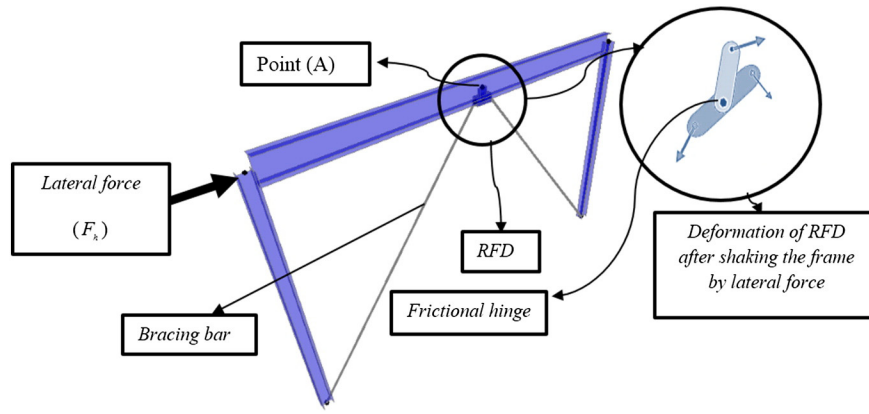 Point (A)
Lateral force
(F_h)
RFD
Bracing bar
Frictional hinge
Deformation of RFD
after shaking the frame
by lateral force